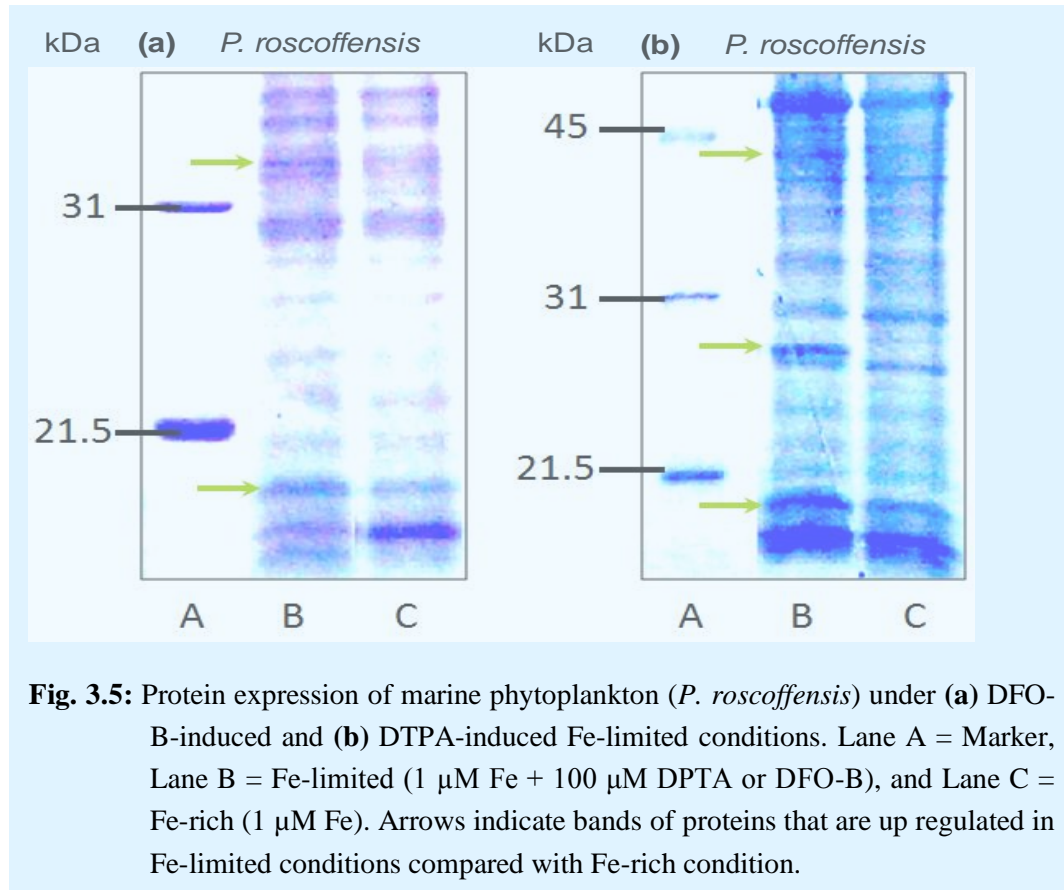 kDa (a) P. roscoffensis
31
21.5
A B C
kDa (b) P. roscoffensis
45
31
21.5
A B C
Fig. 3.5: Protein expression of marine phytoplankton (P. roscoffensis) under (a) DFO-
B-induced and (b) DTPA-induced Fe-limited conditions. Lane A = Marker,
Lane B = Fe-limited (1 µM Fe + 100 µM DPTA or DFO-B), and Lane C =
Fe-rich (1 µM Fe). Arrows indicate bands of proteins that are up regulated in
Fe-limited conditions compared with Fe-rich condition.